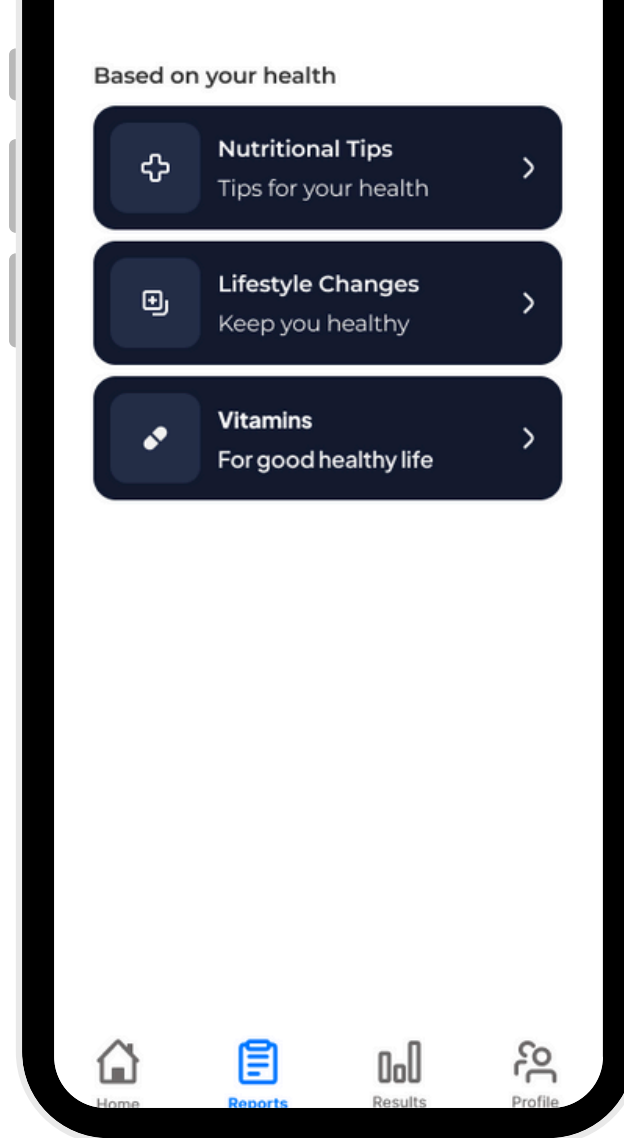 Based on your health
Nutritional Tips
Tips for your health
Lifestyle Changes
Keep you healthy
Vitamins
For good healthy life
Home
Reports
Results
Profile